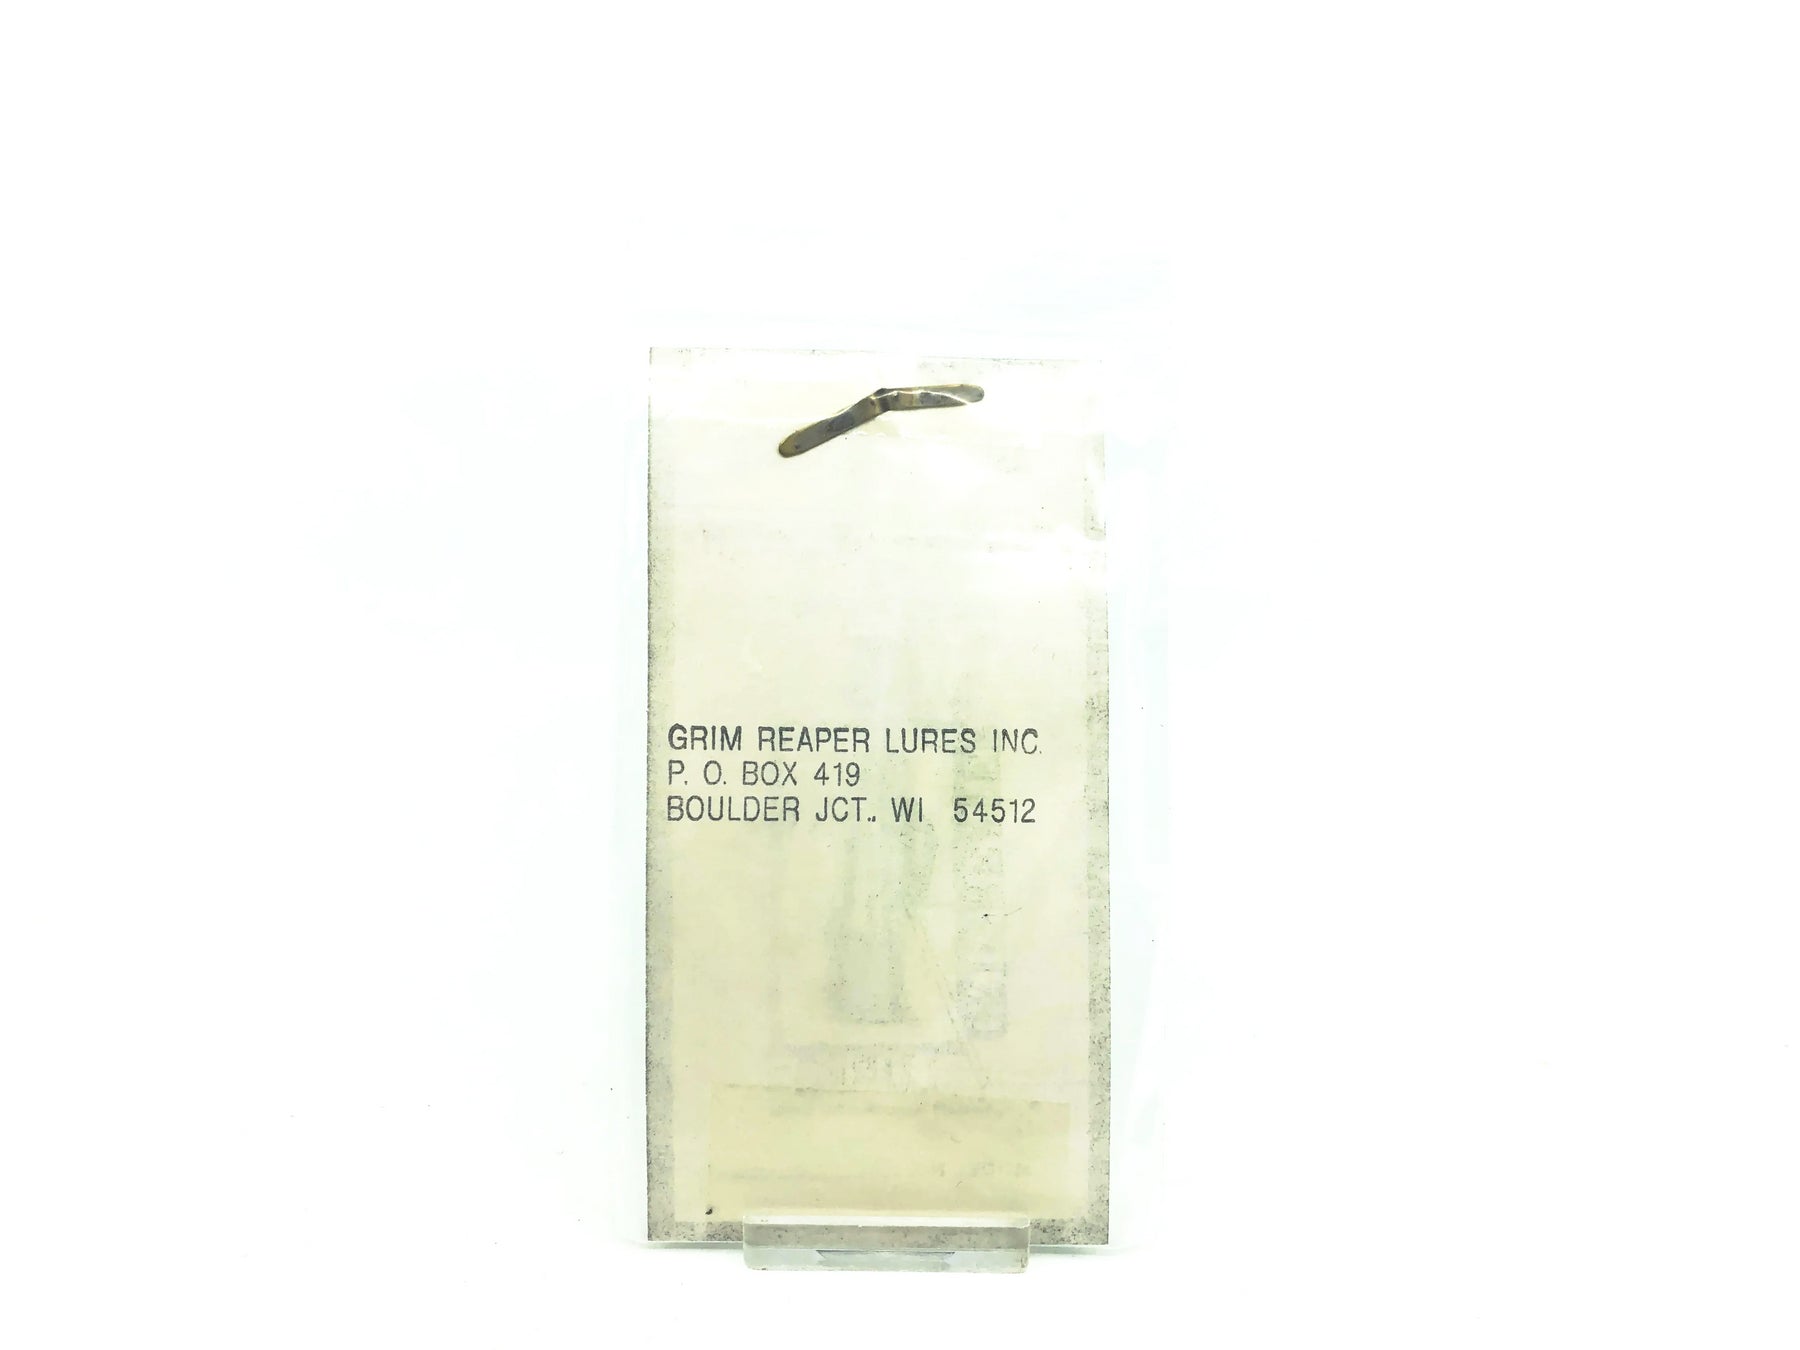 GRIM REAPER LURES INC.
P. O. BOX 419
BOULDER JCT.. WI 54512